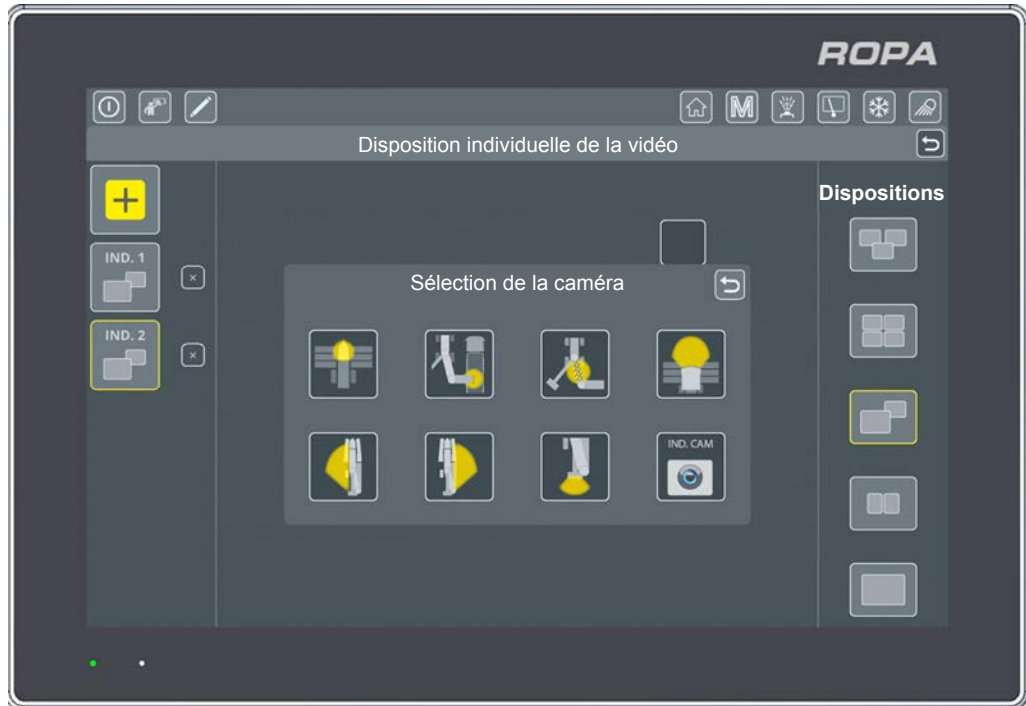 ROPA
M
Disposition individuelle de la vidéo
Dispositions
IND. 1
Sélection de la caméra
IND. 2
IND. CAM